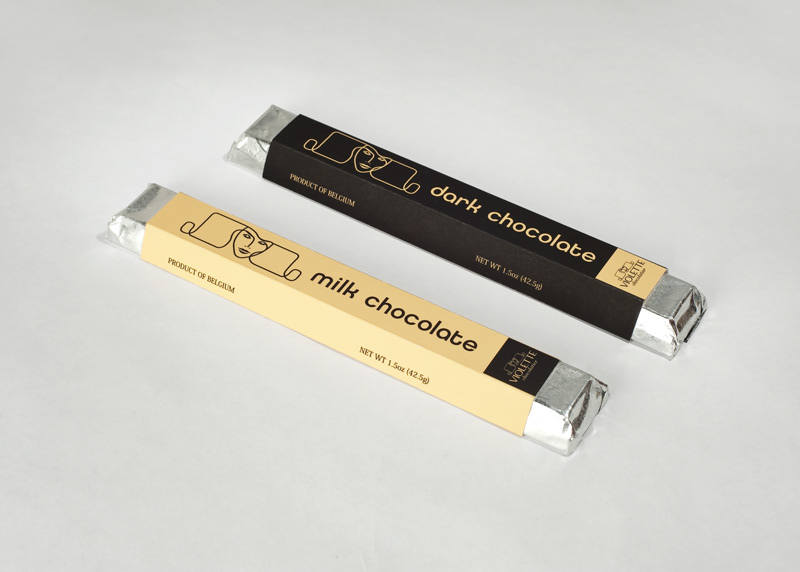 dark chocolate
PRODUCT OF BELGIUM
NET WT 1.5oz (42.5g)
VIOLETTE
milk chocolate
PRODUCT OF BELGIUM
NET WT 1.5oz (42.5g)
VIOLETTE